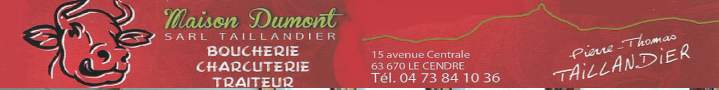 Maison Dumont
SARL TAILLANDIER
BOUCHERIE
CHARCUTERIE
TRAITEUR
15 avenue Centrale
63 670 LE CENDRE
Tél. 04 73 84 10 36
Pierre-Thomas
TAILLANDIER